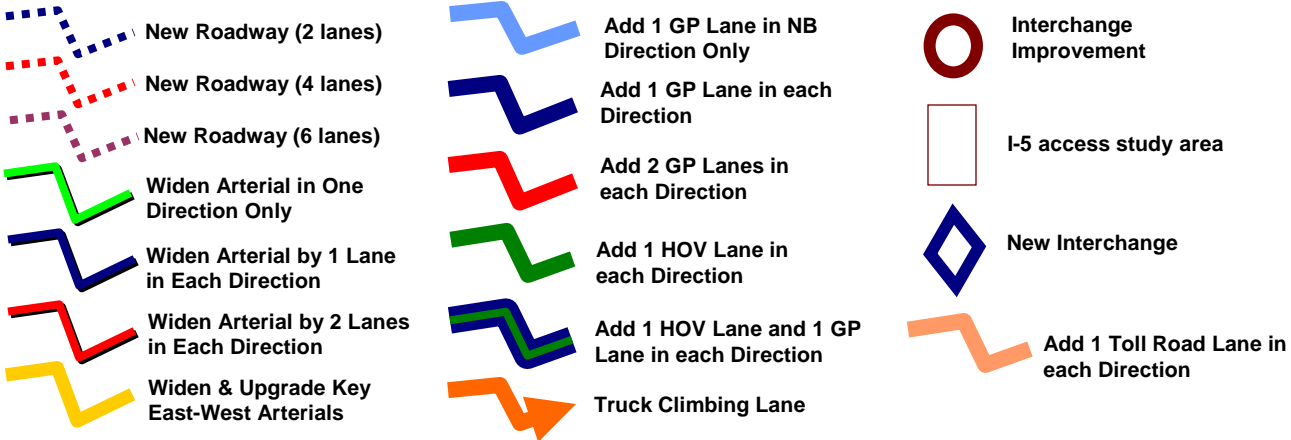 New Roadway (2 lanes)
New Roadway (4 lanes)
New Roadway (6 lanes)
Widen Arterial in One
Direction Only
Widen Arterial by 1 Lane
in Each Direction
Widen Arterial by 2 Lanes
in Each Direction
Widen & Upgrade Key
East-West Arterials
Add 1 GP Lane in NB
Direction Only
Add 1 GP Lane in each
Direction
Add 2 GP Lanes in
each Direction
Add 1 HOV Lane in
each Direction
Add 1 HOV Lane and 1 GP
Lane in each Direction
Truck Climbing Lane
Interchange
Improvement
I-5 access study area
New Interchange
Add 1 Toll Road Lane in
each Direction